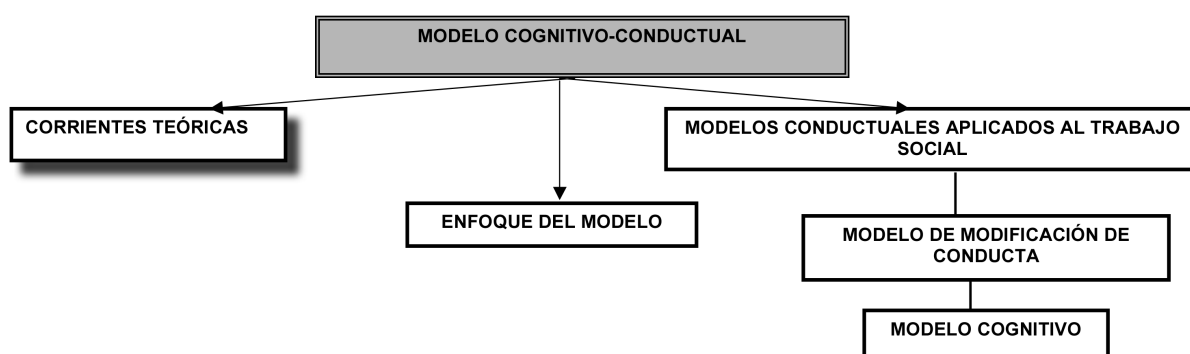 MODELO COGNITIVO-CONDUCTUAL
CORRIENTES TEÓRICAS
MODELOS CONDUCTUALES APLICADOS AL TRABAJO
SOCIAL
ENFOQUE DEL MODELO
MODELO DE MODIFICACIÓN DE
CONDUCTA
MODELO COGNITIVO